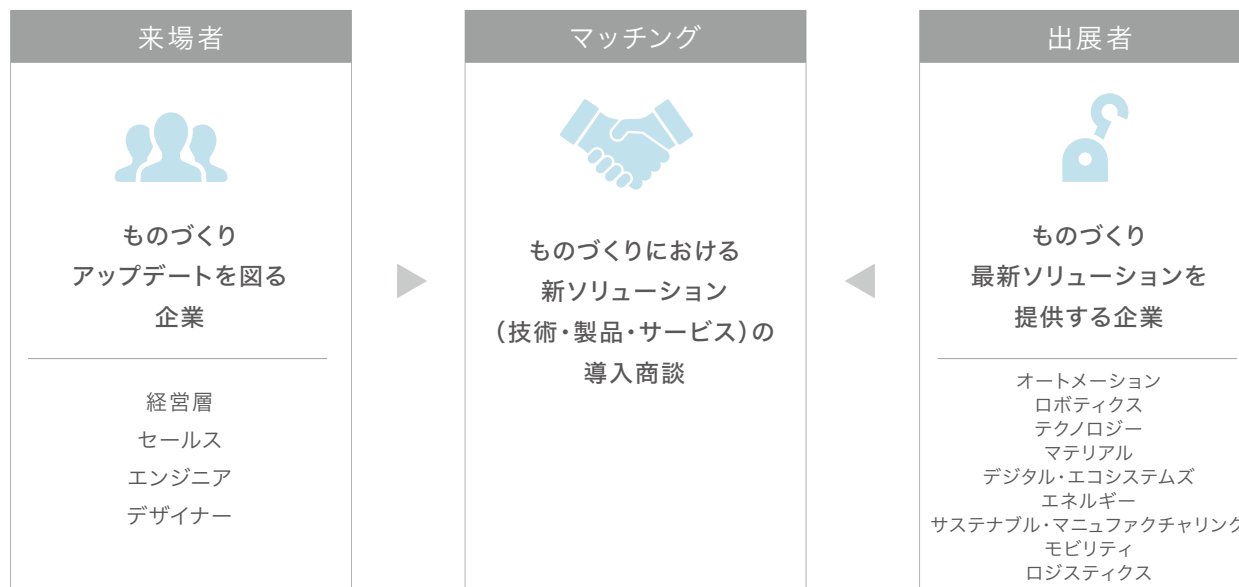 来場者
ものづくり
アップデートを図る
企業
経営層
セールス
エンジニア
デザイナー
マッチング
ものづくりにおける
新ソリューション
（技術・製品・サービス）の
導入商談
出展者
ものづくり
最新ソリューションを
提供する企業
オートメーション
ロボティクス
テクノロジー
マテリアル
デジタル・エコシステムズ
エネルギー
サステナブル・マニュファクチャリング
モビリティ
ロジスティクス